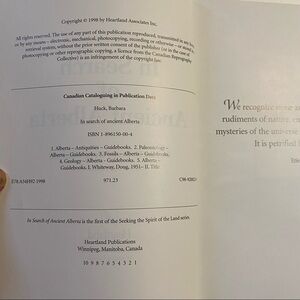 Copyright © 1998 by Heartland Associates Inc.
All rights reserved. The use of any part of this publication reproduced, transmitted in any form
or by any means - electronic, mechanical, photocopying, recording or otherwise - or stored in a
retrieval system, without the prior written consent of the publisher (or in the case of
photocopying or other reprographic copying, a licence from the Canadian Reprography
Collective) is an infringement of the copyright law.
Canadian Cataloguing in Publication Data
Huck, Barbara
In search of ancient Alberta
ISBN 1-896150-00-4
1. Alberta – Antiquities – Guidebooks. 2. Paleontology –
Alberta – Guidebooks. 3. Fossils – Alberta – Guidebooks.
4. Geology – Alberta – Guidebooks. 5. Alberta –
Guidebooks. I. Whiteway, Doug, 1951– II. Title
971.23
In Search of Ancient Alberta is the first of the Seeking the Spirit of the Land series.
Heartland Publications
Winnipeg, Manitoba, Canada
10 9 8 7 6 5 4 3 2 1
We recognize
rudiments of nature,
mysteries of the
It is petrified